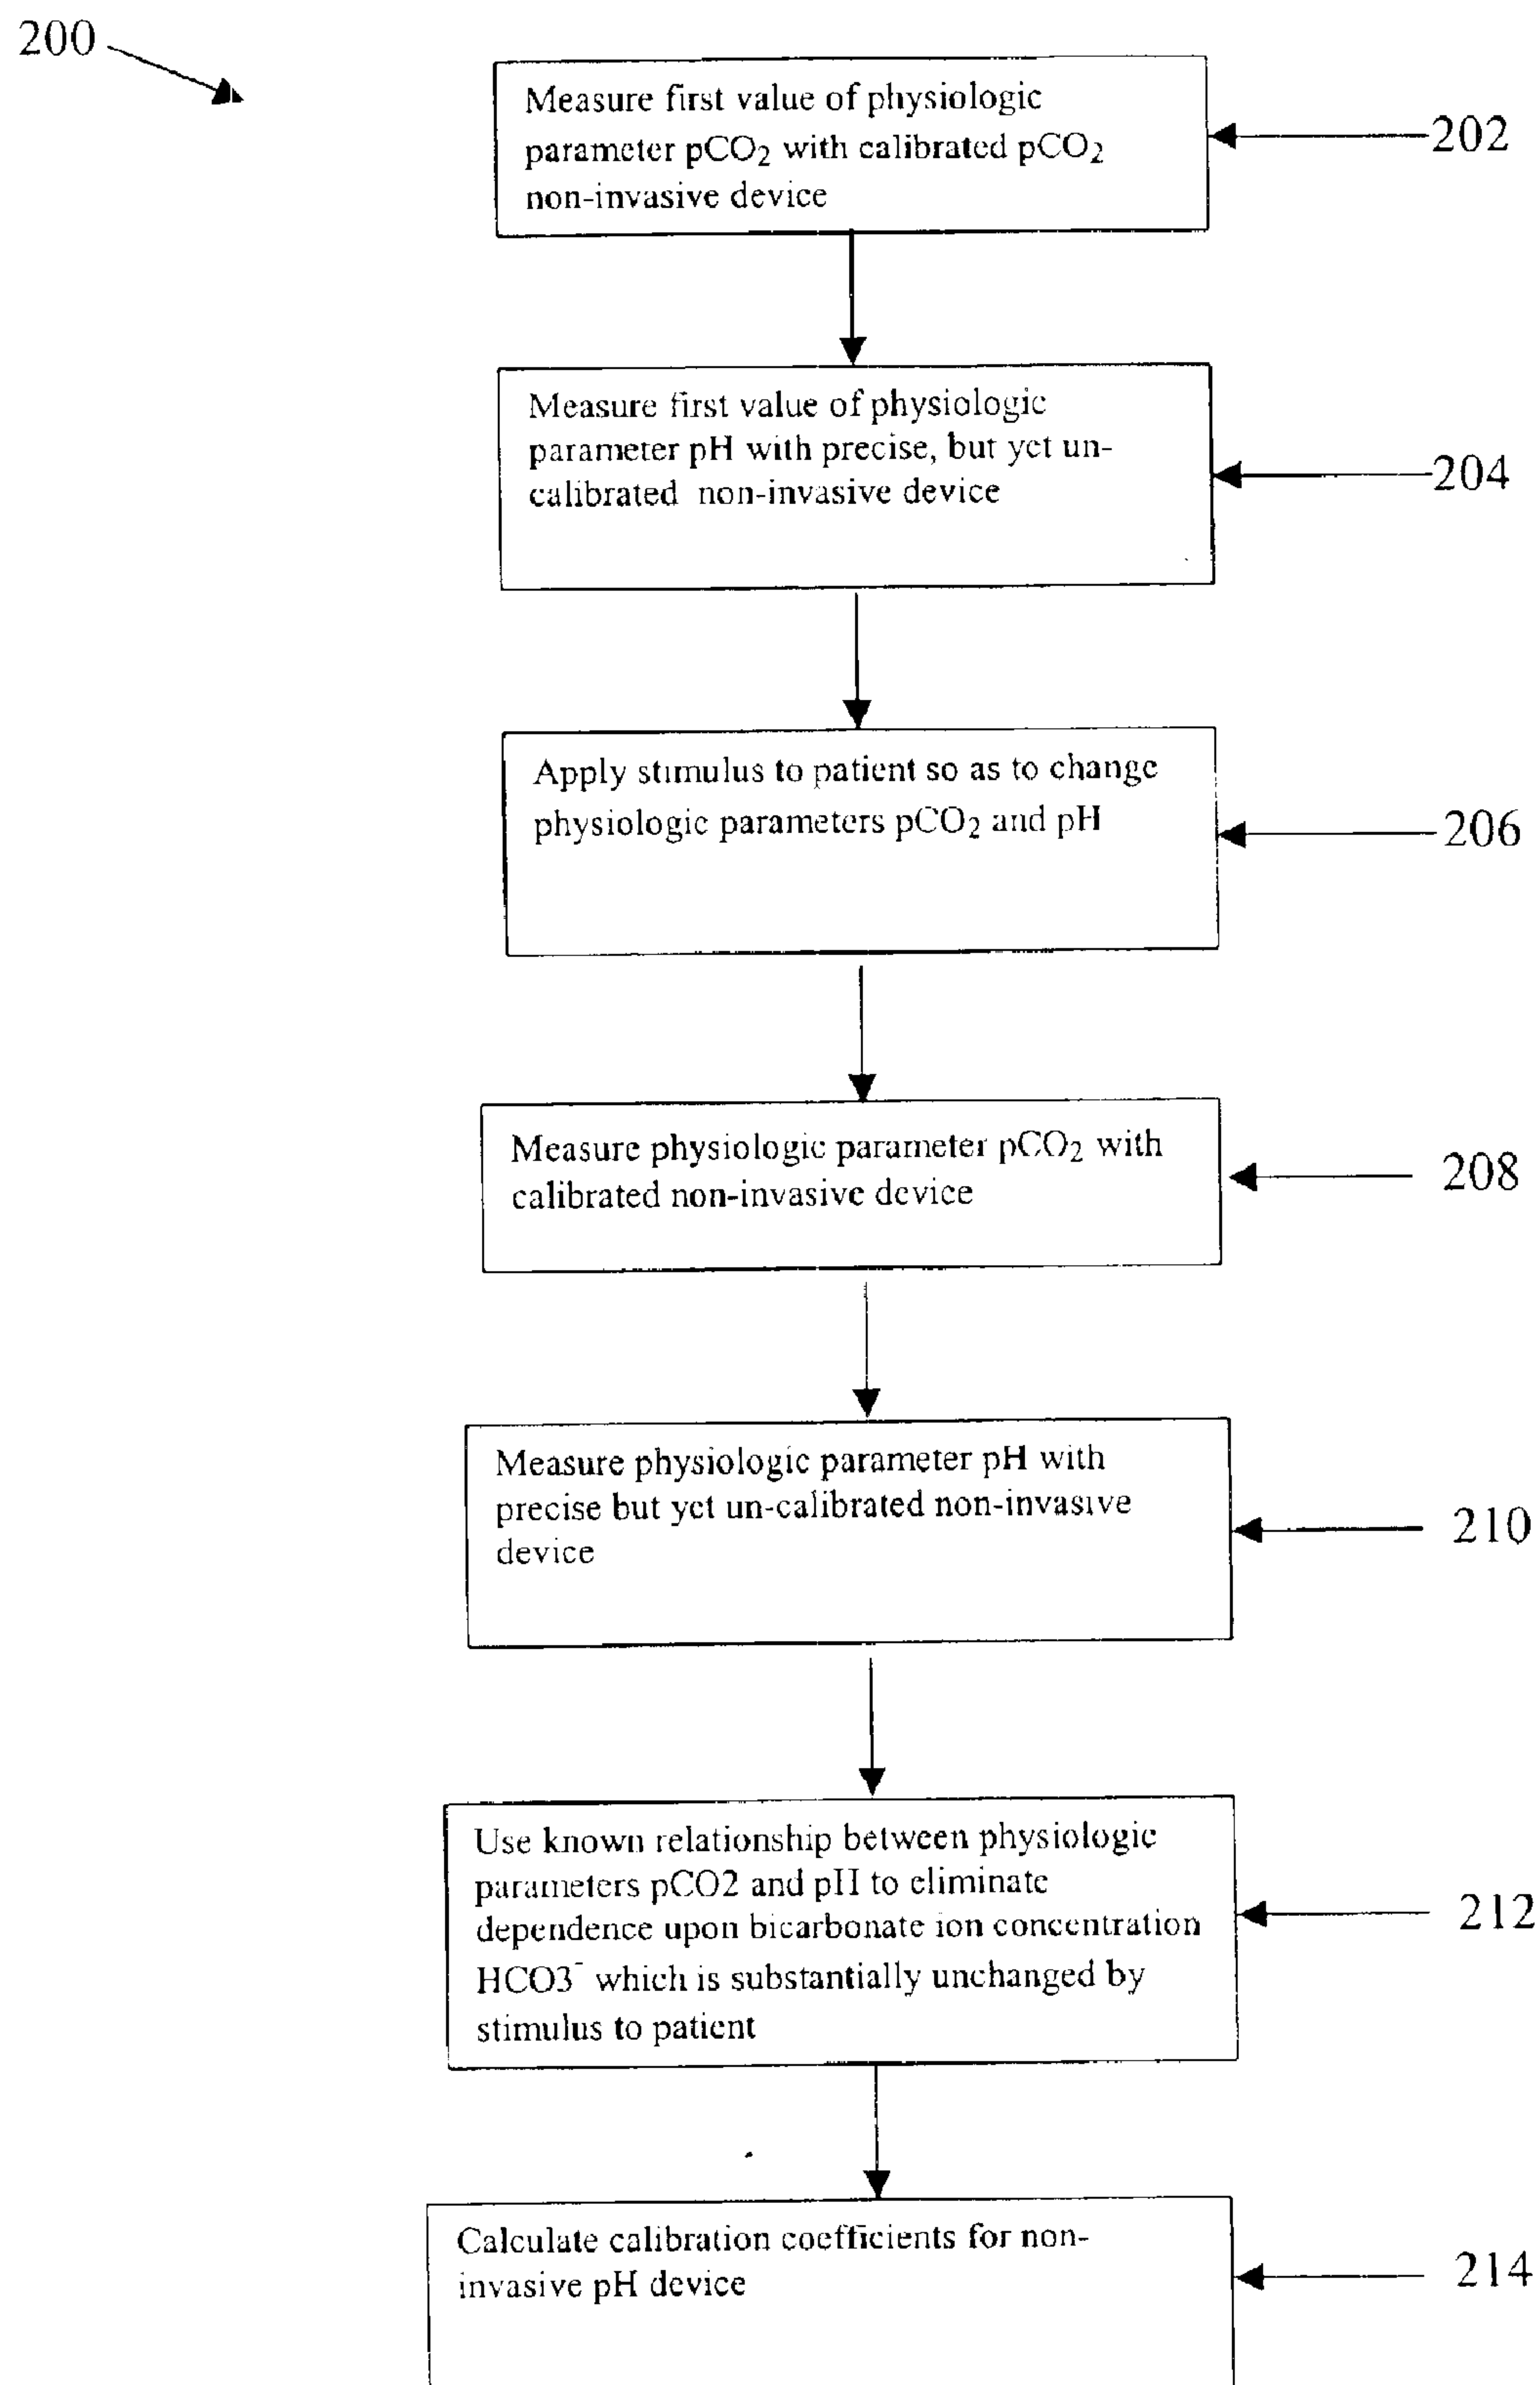 200
Measure first value of physiologic
parameter pCO₂ with calibrated pCO₂
non-invasive device
202
Measure first value of physiologic
parameter pH with precise, but yet un-
calibrated non-invasive device
204
Apply stimulus to patient so as to change
physiologic parameters pCO₂ and pH
206
Measure physiologic parameter pCO₂ with
calibrated non-invasive device
208
Measure physiologic parameter pH with
precise but yet un-calibrated non-invasive
device
210
Use known relationship between physiologic
parameters pCO2 and pH to eliminate
dependence upon bicarbonate ion concentration
HCO3⁻ which is substantially unchanged by
stimulus to patient
212
Calculate calibration coefficients for non-
invasive pH device
214